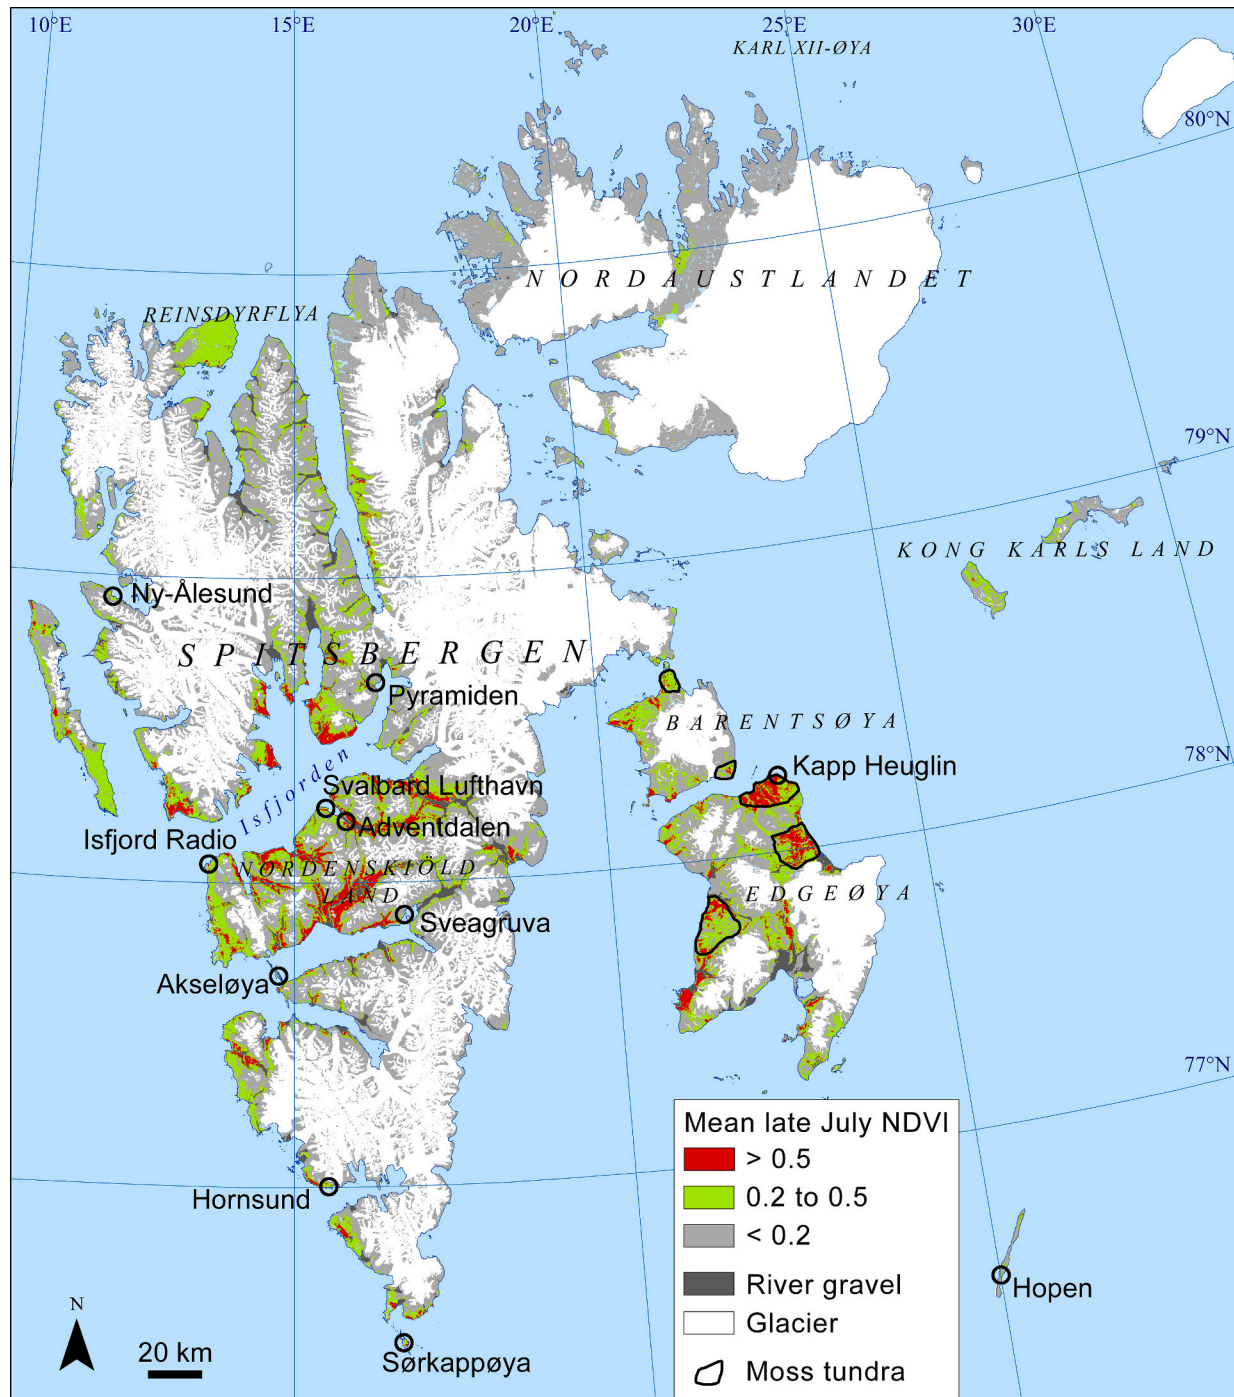 10°E
15°E
20°E
25°E
30°E
KARL XII-ØYA
80°N
NORDAUSTLANDET
REINSDYRFLYA
79°N
KONG KARLS LAND
Ny-Ålesund
SPITSBERGEN
Pyramiden
BARENTSØYA
78°N
Kapp Heuglin
Isfjorden
Svalbard Lufthavn
Adventdalen
Isfjord Radio
NORDENSKIÖLD
LAND
EDGEØYA
Sveagruva
Akseløya
77°N
Mean late July NDVI
> 0.5
0.2 to 0.5
< 0.2
River gravel
Glacier
Moss tundra
Hornsund
Hopen
N
20 km
Sørkappøya